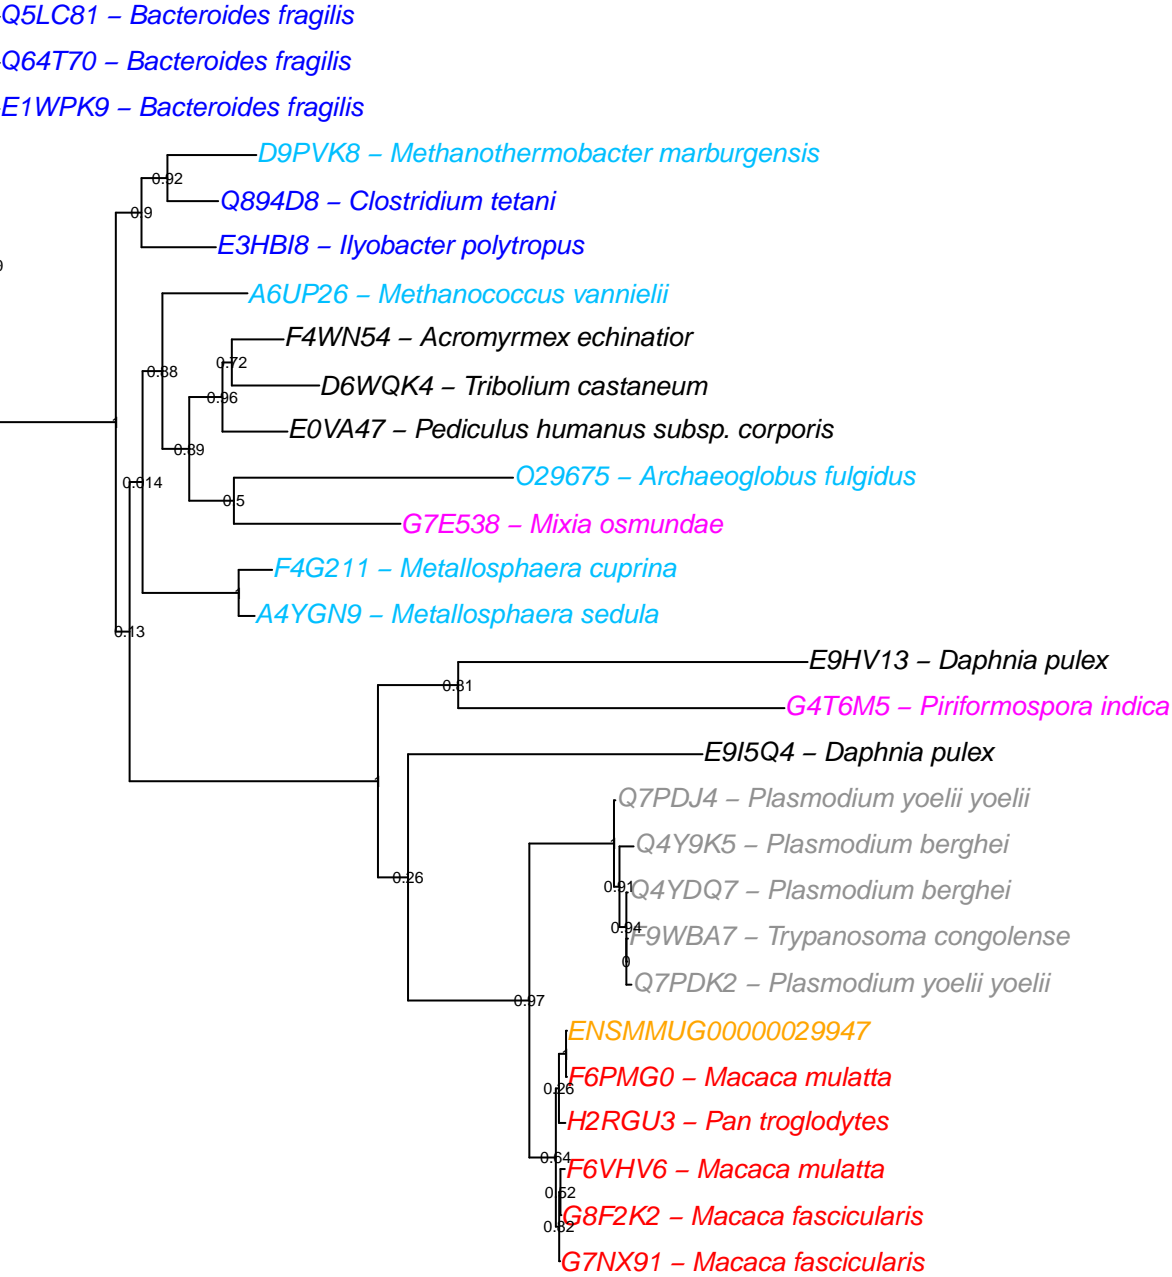 Q5LC81 – Bacteroides fragilis
Q64T70 – Bacteroides fragilis
E1WPK9 – Bacteroides fragilis
D9PVK8 – Methanothermobacter marburgensis
0.92
Q894D8 – Clostridium tetani
0.9
E3HBI8 – Ilyobacter polytropus
9
A6UP26 – Methanococcus vannielii
F4WN54 – Acromyrmex echinatior
0.72
0.88
D6WQK4 – Tribolium castaneum
0.96
1
E0VA47 – Pediculus humanus subsp. corporis
0.89
O29675 – Archaeoglobus fulgidus
0.014
0.5
G7E538 – Mixia osmundae
F4G211 – Metallosphaera cuprina
1
A4YGN9 – Metallosphaera sedula
0.13
E9HV13 – Daphnia pulex
0.81
G4T6M5 – Piriformospora indica
E9I5Q4 – Daphnia pulex
1
Q7PDJ4 – Plasmodium yoelii yoelii
1
Q4Y9K5 – Plasmodium berghei
0.26
0.91
Q4YDQ7 – Plasmodium berghei
0.94
F9WBA7 – Trypanosoma congolense
0
Q7PDK2 – Plasmodium yoelii yoelii
0.97
ENSMMUG00000029947
1
F6PMG0 – Macaca mulatta
0.26
H2RGU3 – Pan troglodytes
0.64
F6VHV6 – Macaca mulatta
0.52
G8F2K2 – Macaca fascicularis
0.82
G7NX91 – Macaca fascicularis